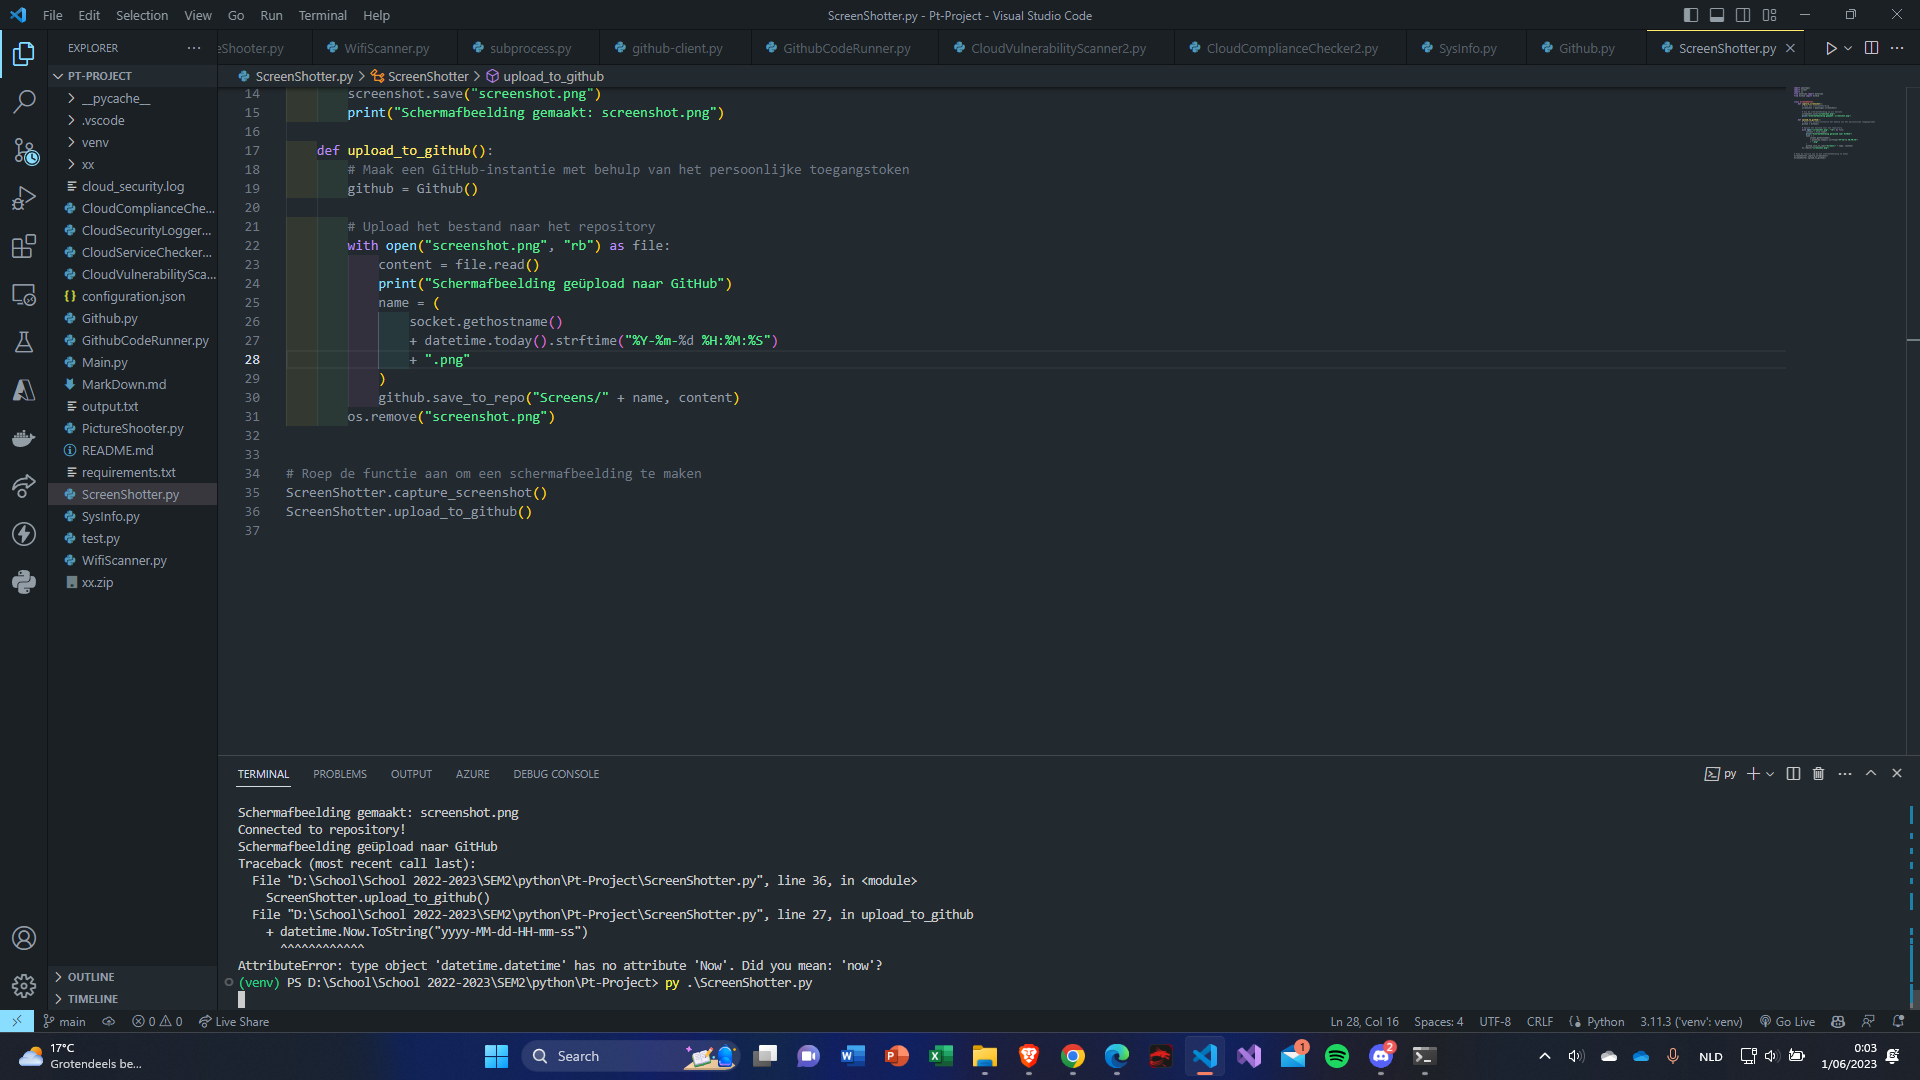 File Edit Selection View Go Run Terminal Help
ScreenShotter.py - Pt-Project - Visual Studio Code
EXPLORER
eShooter.py WifiScanner.py subprocess.py github-client.py GithubCodeRunner.py CloudVulnerabilityScanner2.py CloudComplianceChecker2.py SysInfo.py Github.py ScreenShotter.py
PT-PROJECT
ScreenShotter.py > ScreenShotter > upload_to_github
__pycache__
.vscode
venv
xx
cloud_security.log
CloudComplianceChe...
CloudSecurityLogger...
CloudServiceChecker...
CloudVulnerabilitySca...
configuration.json
Github.py
GithubCodeRunner.py
Main.py
MarkDown.md
output.txt
PictureShooter.py
README.md
requirements.txt
ScreenShotter.py
SysInfo.py
test.py
WifiScanner.py
xx.zip
OUTLINE
TIMELINE
14 screenshot.save("screenshot.png")
15 print("Schermafbeelding gemaakt: screenshot.png")
16
17 def upload_to_github():
18 # Maak een GitHub-instantie met behulp van het persoonlijke toegangstoken
19 github = Github()
20
21 # Upload het bestand naar het repository
22 with open("screenshot.png", "rb") as file:
23 content = file.read()
24 print("Schermafbeelding geüpload naar GitHub")
25 name = (
26 socket.gethostname()
27 + datetime.today().strftime("%Y-%m-%d %H:%M:%S")
28 + ".png"
29 )
30 github.save_to_repo("Screens/" + name, content)
31 os.remove("screenshot.png")
32
33
34 # Roep de functie aan om een schermafbeelding te maken
35 ScreenShotter.capture_screenshot()
36 ScreenShotter.upload_to_github()
37
TERMINAL PROBLEMS OUTPUT AZURE DEBUG CONSOLE
py
Schermafbeelding gemaakt: screenshot.png
Connected to repository!
Schermafbeelding geüpload naar GitHub
Traceback (most recent call last):
File "D:\School\School 2022-2023\SEM2\python\Pt-Project\ScreenShotter.py", line 36, in <module>
ScreenShotter.upload_to_github()
File "D:\School\School 2022-2023\SEM2\python\Pt-Project\ScreenShotter.py", line 27, in upload_to_github
+ datetime.Now.ToString("yyyy-MM-dd-HH-mm-ss")
^^^^^^^^^^^^
AttributeError: type object 'datetime.datetime' has no attribute 'Now'. Did you mean: 'now'?
(venv) PS D:\School\School 2022-2023\SEM2\python\Pt-Project> py .\ScreenShotter.py
main 0 0 Live Share
Ln 28, Col 16 Spaces: 4 UTF-8 CRLF Python 3.11.3 ('venv': venv) Go Live
17°C
Grotendeels be...
Search
1
2
NLD
0:03
1/06/2023